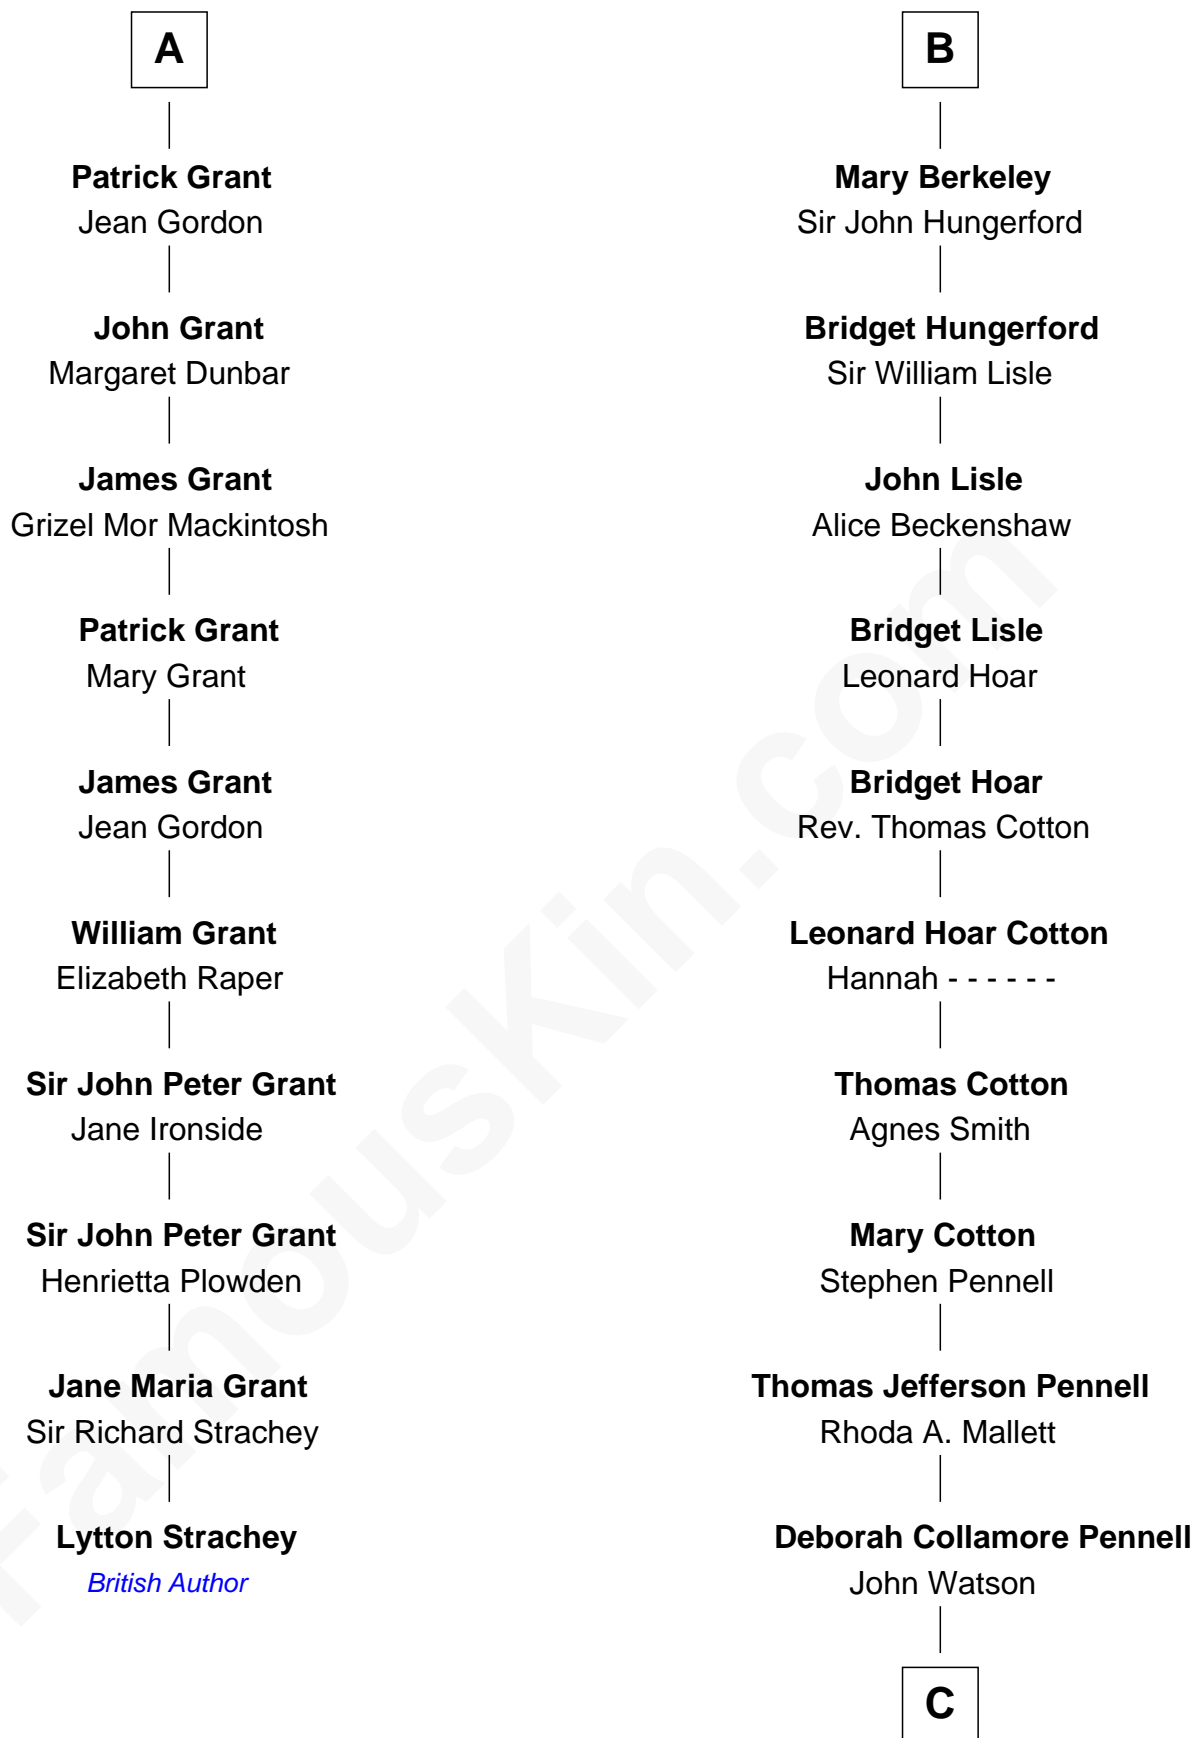 A
Patrick Grant
Jean Gordon
John Grant
Margaret Dunbar
James Grant
Grizel Mor Mackintosh
Patrick Grant
Mary Grant
James Grant
Jean Gordon
William Grant
Elizabeth Raper
Sir John Peter Grant
Jane Ironside
Sir John Peter Grant
Henrietta Plowden
Jane Maria Grant
Sir Richard Strachey
Lytton Strachey
British Author
B
Mary Berkeley
Sir John Hungerford
Bridget Hungerford
Sir William Lisle
John Lisle
Alice Beckenshaw
Bridget Lisle
Leonard Hoar
Bridget Hoar
Rev. Thomas Cotton
Leonard Hoar Cotton
Hannah - - - - - -
Thomas Cotton
Agnes Smith
Mary Cotton
Stephen Pennell
Thomas Jefferson Pennell
Rhoda A. Mallett
Deborah Collamore Pennell
John Watson
C
FamousKin.com